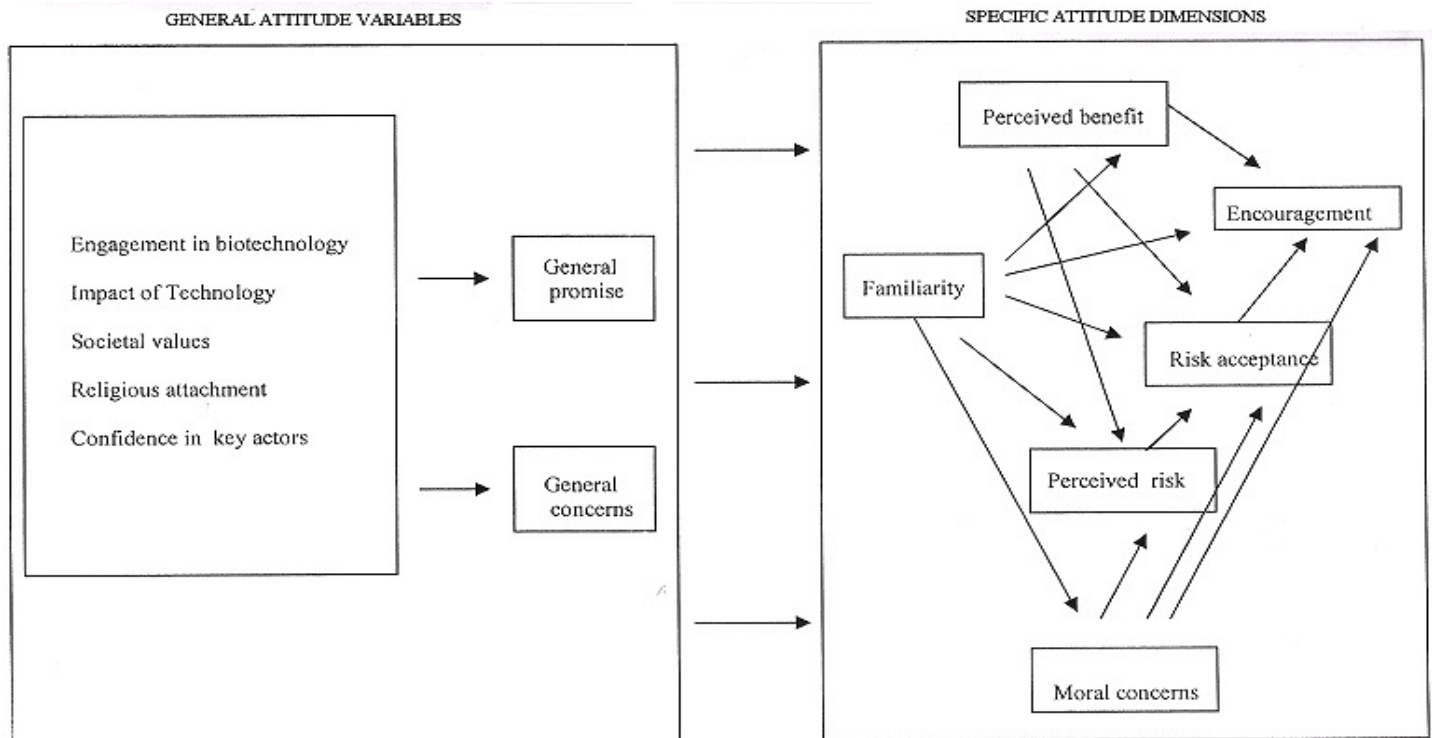 GENERAL ATTITUDE VARIABLES
SPECIFIC ATTITUDE DIMENSIONS
Engagement in biotechnology
Impact of Technology
Societal values
Religious attachment
Confidence in key actors
General
promise
General
concerns
Perceived benefit
Encouragement
Familiarity
Risk acceptance
Perceived risk
Moral concerns